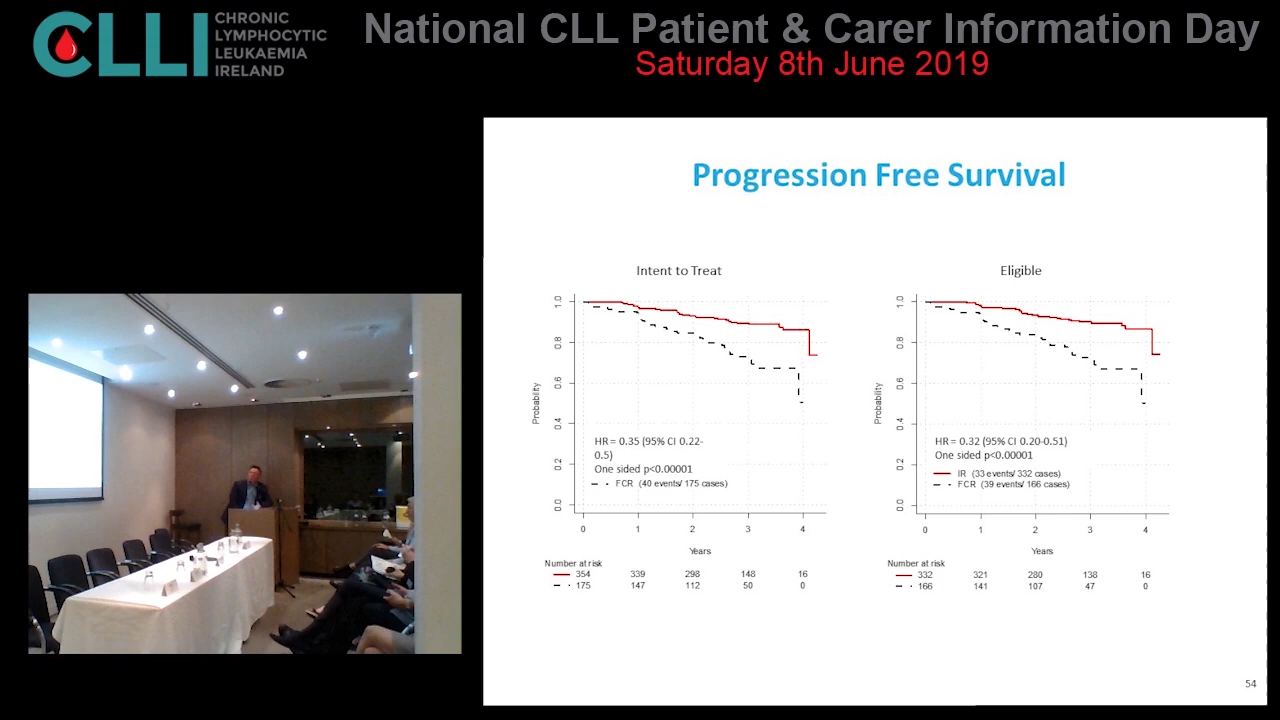 CLLI
CHRONIC
LYMPHOCYTIC
LEUKAEMIA
IRELAND
National CLL Patient & Carer Information Day
Saturday 8th June 2019
Progression Free Survival
Intent to Treat
Probability
1.0
0.8
0.6
0.4
0.2
0.0
HR = 0.35 (95% CI 0.22-
0.5)
One sided p<0.00001
FCR (40 events/ 175 cases)
0 1 2 3 4
Years
Number at risk
354 339 298 148 16
175 147 112 50 0
Eligible
Probability
1.0
0.8
0.6
0.4
0.2
0.0
HR = 0.32 (95% CI 0.20-0.51)
One sided p<0.00001
IR (33 events/ 332 cases)
FCR (39 events/ 166 cases)
0 1 2 3 4
Years
Number at risk
332 321 280 138 16
166 141 107 47 0
54